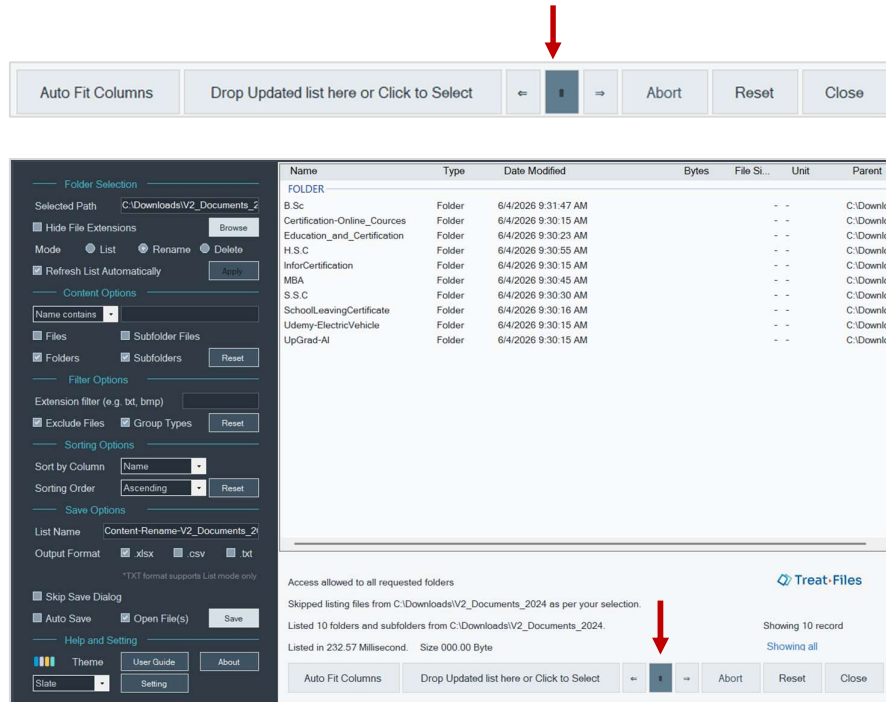 Auto Fit Columns Drop Updated list here or Click to Select ⇐ ⇒ Abort Reset Close
Folder Selection
Selected Path C:\Downloads\V2_Documents_2
Hide File Extensions Browse
Mode List Rename Delete
Refresh List Automatically Apply
Content Options
Name contains
Files Subfolder Files
Folders Subfolders Reset
Filter Options
Extension filter (e.g. txt, bmp)
Exclude Files Group Types Reset
Sorting Options
Sort by Column Name
Sorting Order Ascending Reset
Save Options
List Name Content-Rename-V2_Documents_20
Output Format .xlsx .csv .txt
*TXT format supports List mode only
Skip Save Dialog
Auto Save Open File(s) Save
Help and Setting
Theme User Guide About
Slate Setting
Name Type Date Modified Bytes File Si... Unit Parent
FOLDER
B.Sc Folder 6/4/2026 9:31:47 AM - - C:\Downlo
Certification-Online_Cources Folder 6/4/2026 9:30:15 AM - - C:\Downlo
Education_and_Certification Folder 6/4/2026 9:30:23 AM - - C:\Downlo
H.S.C Folder 6/4/2026 9:30:55 AM - - C:\Downlo
InforCertification Folder 6/4/2026 9:30:15 AM - - C:\Downlo
MBA Folder 6/4/2026 9:30:45 AM - - C:\Downlo
S.S.C Folder 6/4/2026 9:30:30 AM - - C:\Downlo
SchoolLeavingCertificate Folder 6/4/2026 9:30:16 AM - - C:\Downlo
Udemy-ElectricVehicle Folder 6/4/2026 9:30:15 AM - - C:\Downlo
UpGrad-AI Folder 6/4/2026 9:30:15 AM - - C:\Downlo
Access allowed to all requested folders
Treat-Files
Skipped listing files from C:\Downloads\V2_Documents_2024 as per your selection.
Listed 10 folders and subfolders from C:\Downloads\V2_Documents_2024. Showing 10 record
Listed in 232.57 Millisecond. Size 000.00 Byte Showing all
Auto Fit Columns Drop Updated list here or Click to Select ⇐ ⇒ Abort Reset Close